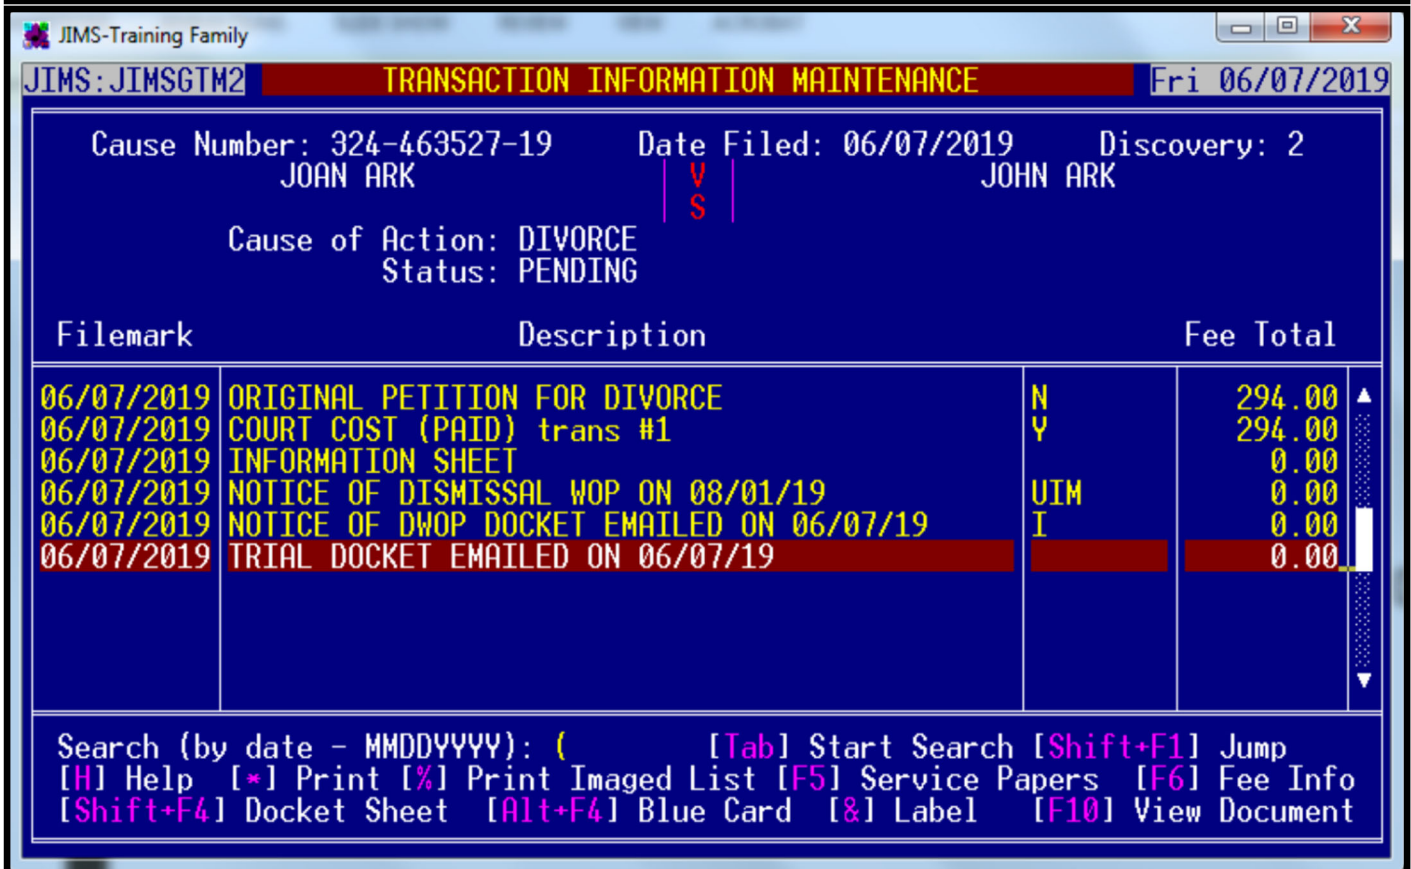 JIMS-Training Family
JIMS:JIMSGTM2 TRANSACTION INFORMATION MAINTENANCE Fri 06/07/2019
Cause Number: 324-463527-19 Date Filed: 06/07/2019 Discovery: 2
JOAN ARK V JOHN ARK
S
Cause of Action: DIVORCE
Status: PENDING
Filemark Description Fee Total
06/07/2019 ORIGINAL PETITION FOR DIVORCE N 294.00
06/07/2019 COURT COST (PAID) trans #1 Y 294.00
06/07/2019 INFORMATION SHEET 0.00
06/07/2019 NOTICE OF DISMISSAL WOP ON 08/01/19 UIM 0.00
06/07/2019 NOTICE OF DWOP DOCKET EMAILED ON 06/07/19 I 0.00
06/07/2019 TRIAL DOCKET EMAILED ON 06/07/19 0.00
Search (by date - MMDDYYYY): ( [Tab] Start Search [Shift+F1] Jump
[H] Help [*] Print [%] Print Imaged List [F5] Service Papers [F6] Fee Info
[Shift+F4] Docket Sheet [Alt+F4] Blue Card [&] Label [F10] View Document